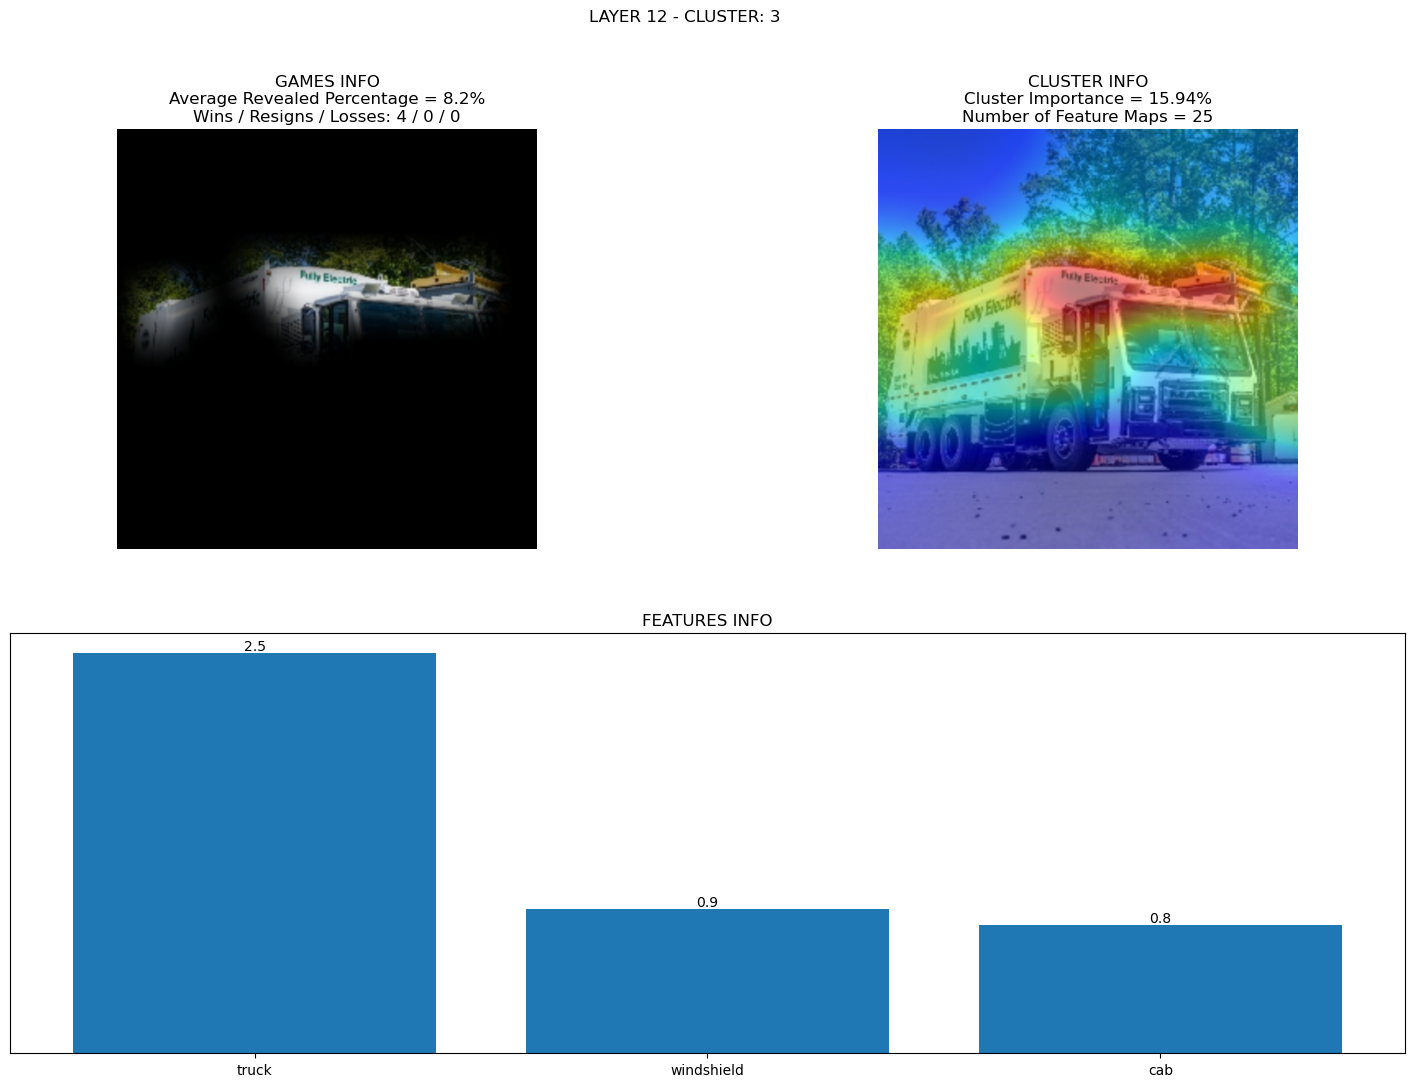 LAYER 12 - CLUSTER: 3
GAMES INFO
Average Revealed Percentage = 8.2%
Wins / Resigns / Losses: 4 / 0 / 0
CLUSTER INFO
Cluster Importance = 15.94%
Number of Feature Maps = 25
Fully Electric
Fully Electric
Fully Electric
FEATURES INFO
2.5
0.9
0.8
truck
windshield
cab